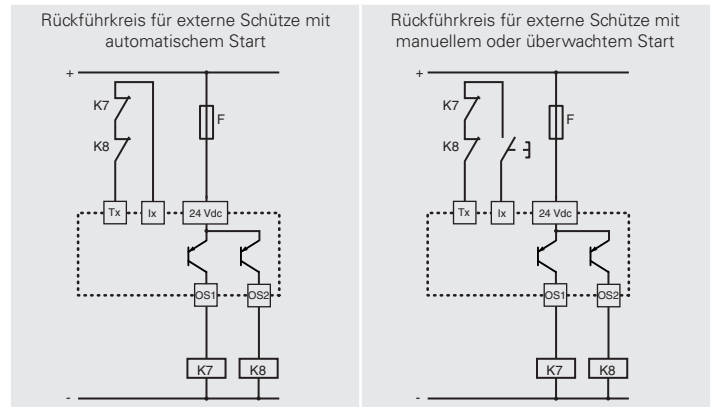 Rückführkreis für externe Schütze mit
automatischem Start
+
K7
K8
F
Tx
Ix
24 Vdc
OS1
OS2
K7
K8
-
Rückführkreis für externe Schütze mit
manuellem oder überwachtem Start
+
K7
K8
F
Tx
Ix
24 Vdc
OS1
OS2
K7
K8
-